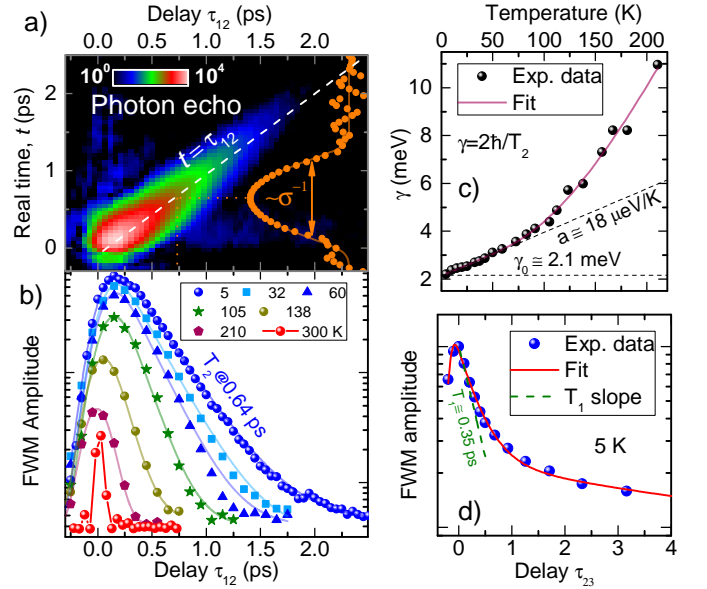 a)
Delay τ12 (ps)
0.0 0.5 1.0 1.5 2.0
10^0 10^4
Photon echo
t=τ12
~σ^-1
Real time, t (ps)
2
1
0
b)
5 32 60
105 138
210 300 K
T2@0.64 ps
FWM Amplitude
0.0 0.5 1.0 1.5 2.0
Delay τ12 (ps)
Temperature (K)
0 25 50 75 100 125 150 175 200
Exp. data
Fit
γ=2ħ/T2
c)
a≅18 μeV/K
γ0≅2.1 meV
γ (meV)
10
8
6
4
2
Exp. data
Fit
T1 slope
T1≅0.35 ps
5 K
d)
FWM amplitude
0 1 2 3 4
Delay τ23